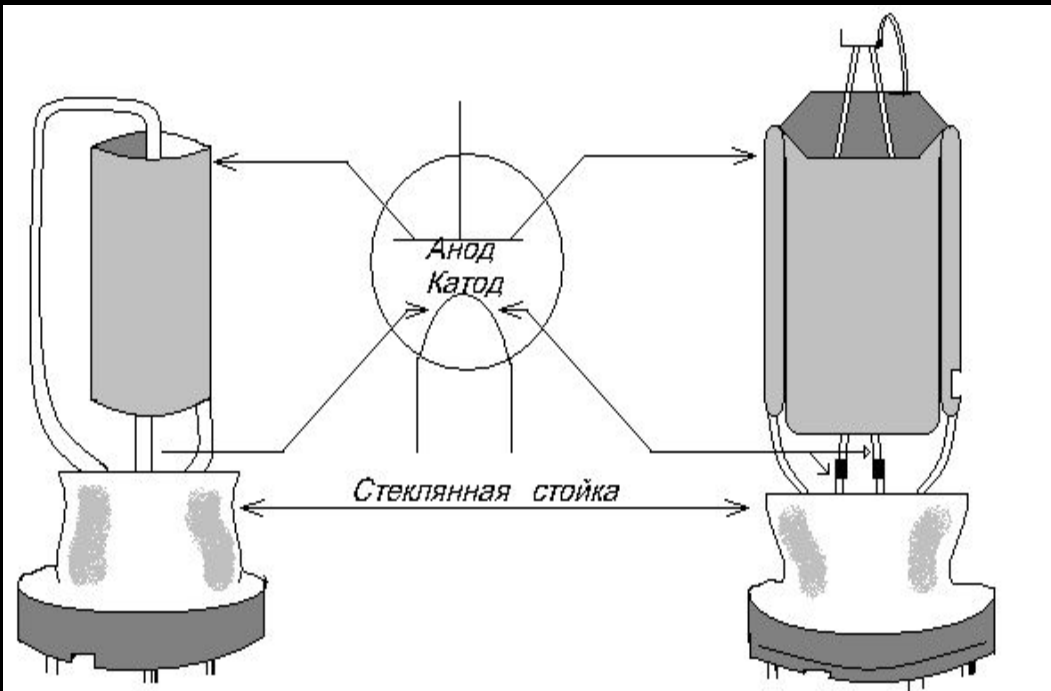 Анод
Катод
Стеклянная стойка